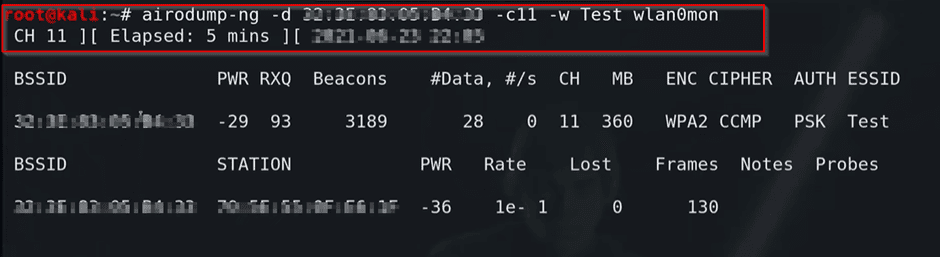 root@kali:~# airodump-ng -d -c11 -w Test wlan0mon
CH 11 ][ Elapsed: 5 mins ][
BSSID PWR RXQ Beacons #Data, #/s CH MB ENC CIPHER AUTH ESSID
-29 93 3189 28 0 11 360 WPA2 CCMP PSK Test
BSSID STATION PWR Rate Lost Frames Notes Probes
-36 1e- 1 0 130